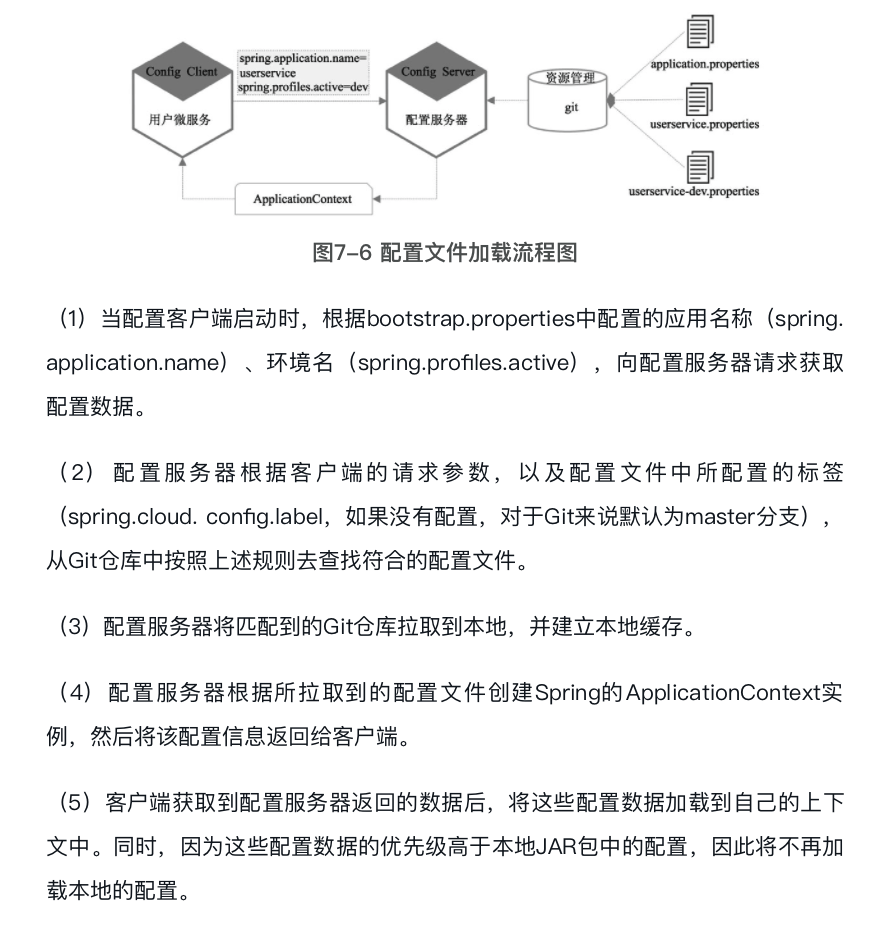 spring.application.name=
userservice
spring.profiles.active=dev
Config Client
用户微服务
Config Server
配置服务器
资源管理
git
application.properties
userservice.properties
userservice-dev.properties
ApplicationContext
图7-6 配置文件加载流程图
（1）当配置客户端启动时，根据bootstrap.properties中配置的应用名称（spring.
application.name）、环境名（spring.profiles.active），向配置服务器请求获取
配置数据。
（2）配置服务器根据客户端的请求参数，以及配置文件中所配置的标签
（spring.cloud. config.label，如果没有配置，对于Git来说默认为master分支），
从Git仓库中按照上述规则去查找符合的配置文件。
（3）配置服务器将匹配到的Git仓库拉取到本地，并建立本地缓存。
（4）配置服务器根据所拉取到的配置文件创建Spring的ApplicationContext实
例，然后将该配置信息返回给客户端。
（5）客户端获取到配置服务器返回的数据后，将这些配置数据加载到自己的上下
文中。同时，因为这些配置数据的优先级高于本地JAR包中的配置，因此将不再加
载本地的配置。